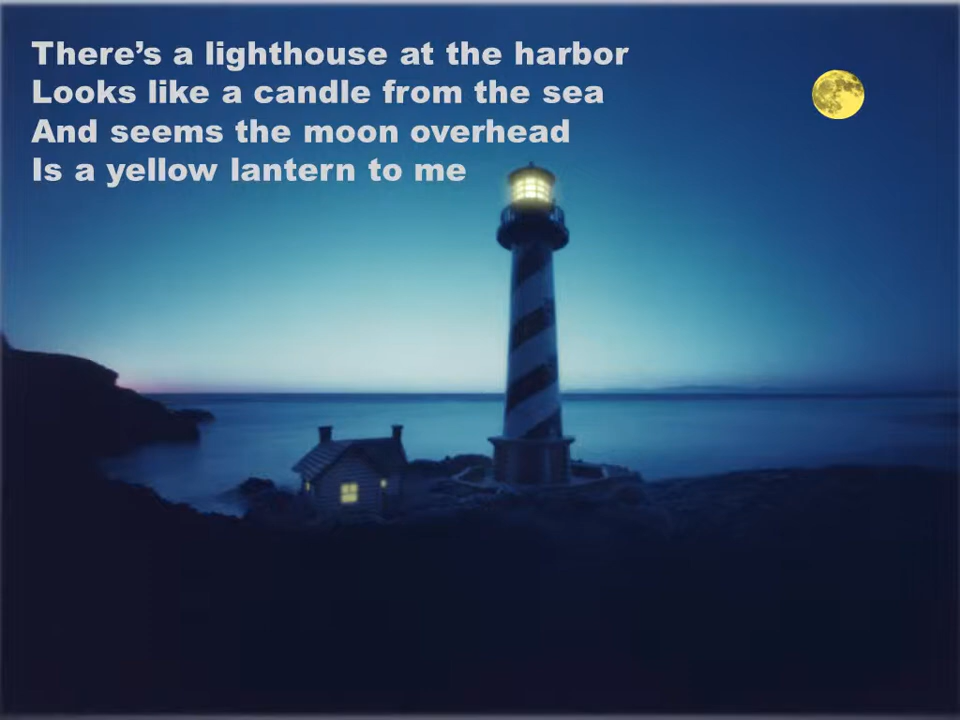 There’s a lighthouse at the harbor
Looks like a candle from the sea
And seems the moon overhead
Is a yellow lantern to me